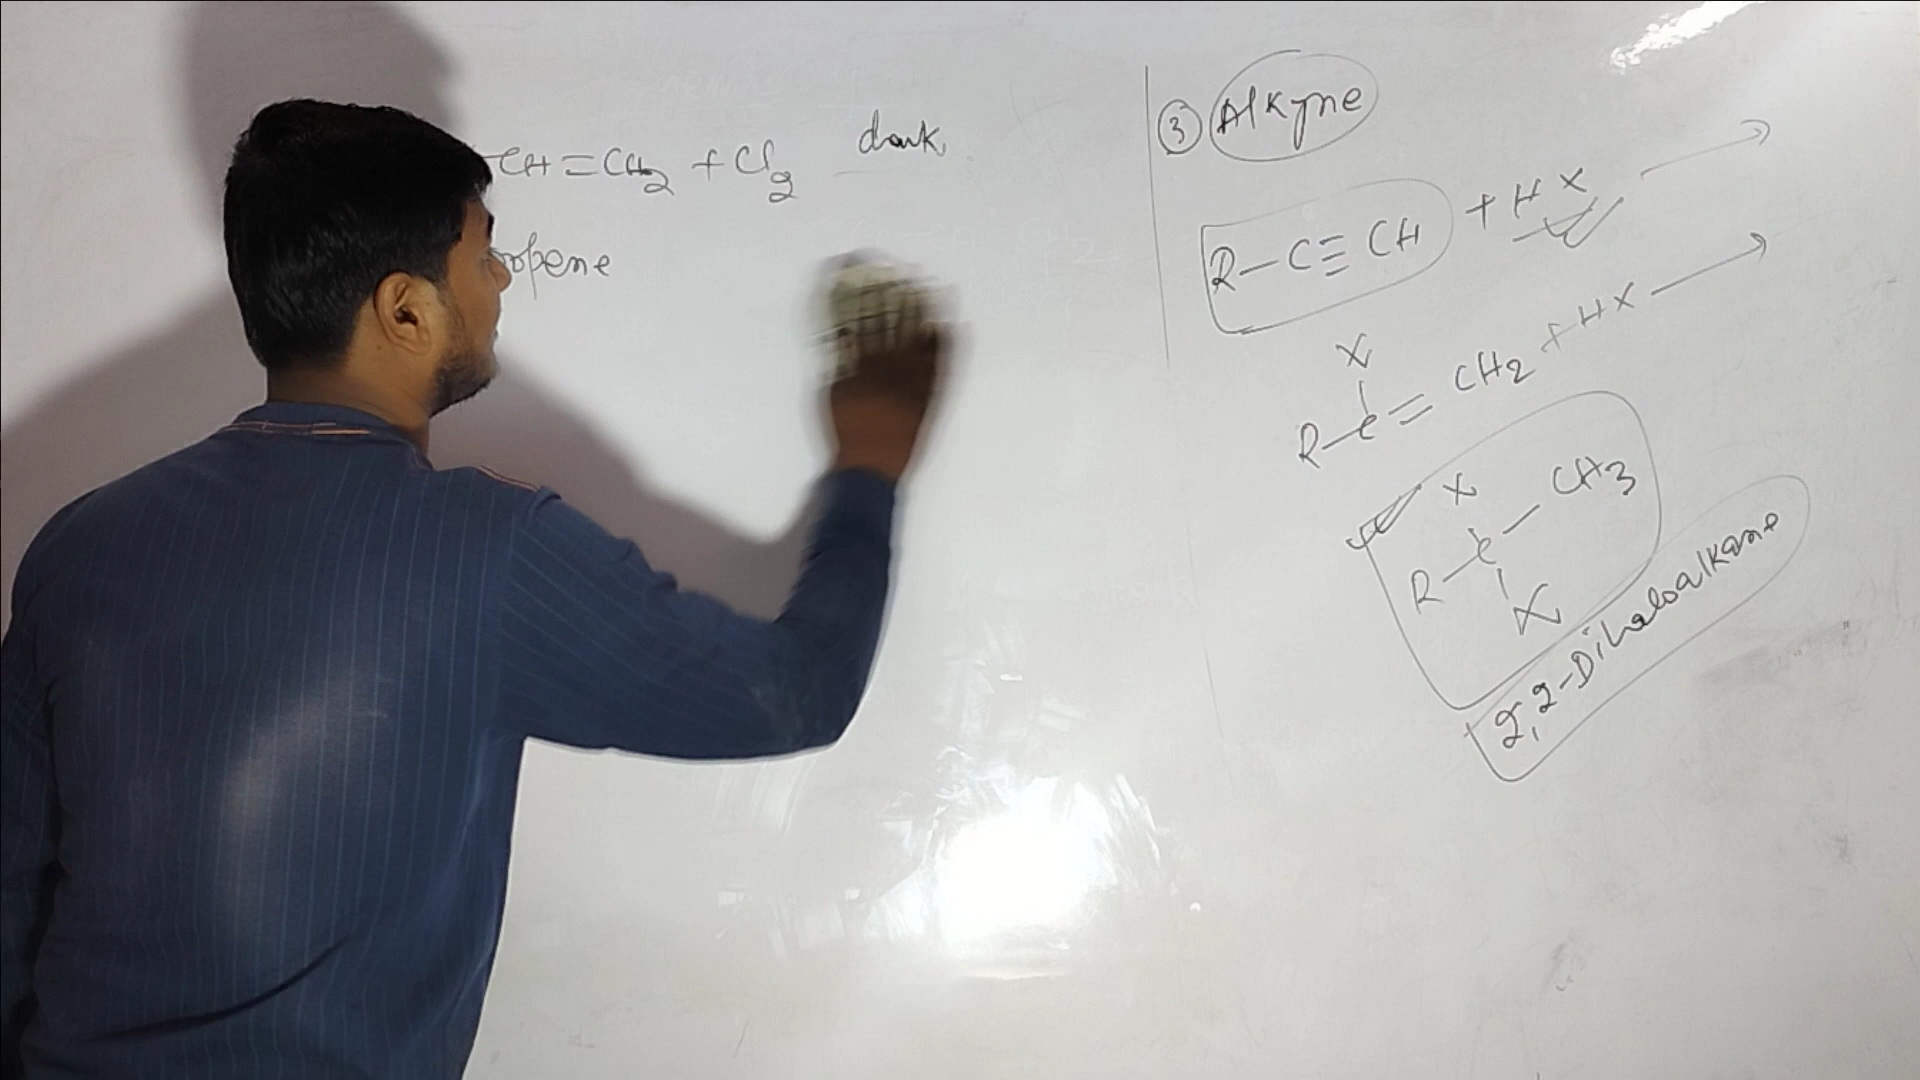 -CH=CH2 + Cl2 dark
opene
③ Alkyne
R-C≡CH + HX →
X
R-C=CH2 + HX →
X
R-C-CH3
X
2,2-Dihaloalkane